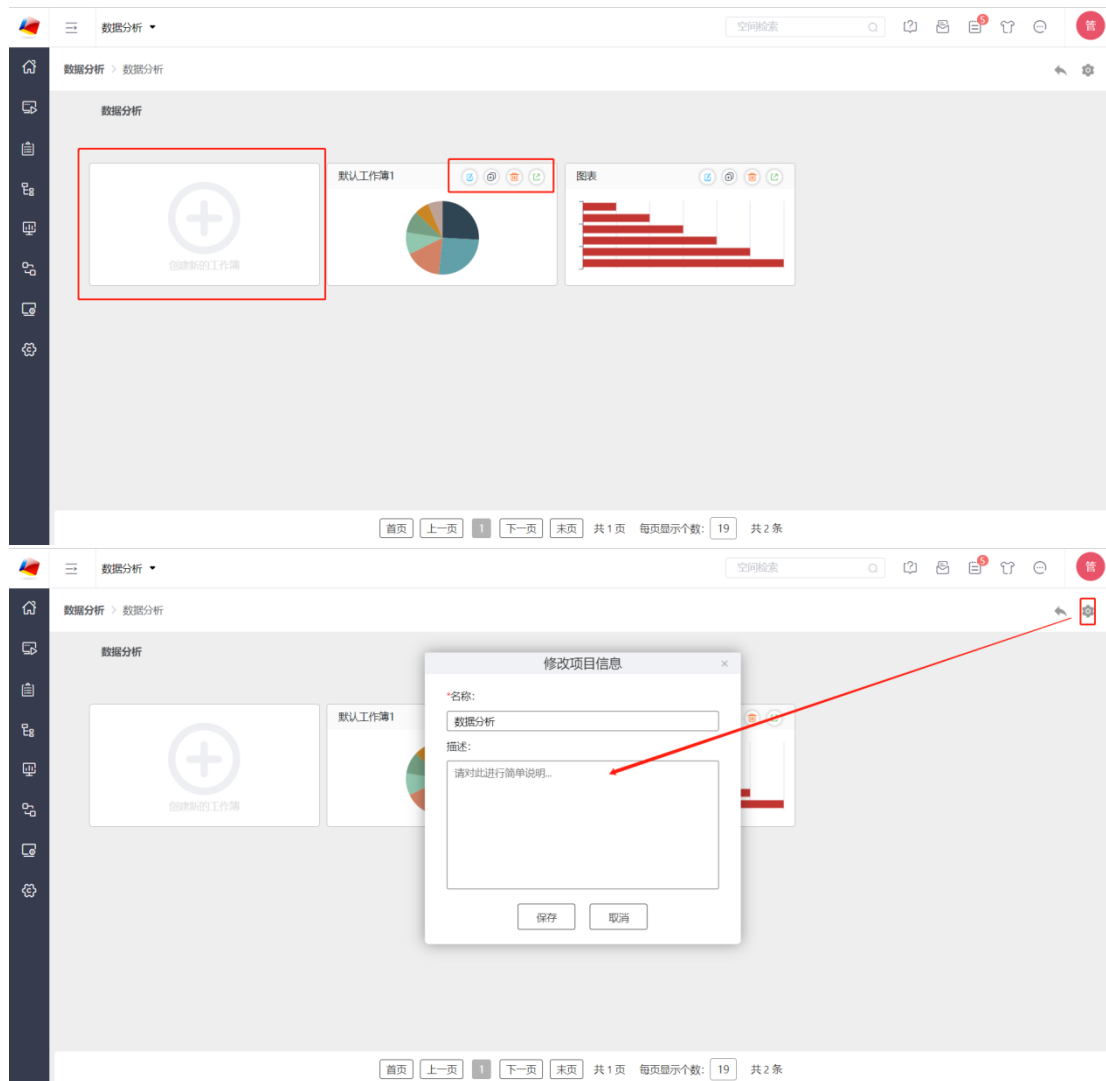 数据分析
空间检索
5
管
数据分析 > 数据分析
数据分析
默认工作簿1
图表
创建新的工作簿
首页 上一页 1 下一页 末页 共1页 每页显示个数: 19 共2条
数据分析
空间检索
5
管
数据分析 > 数据分析
数据分析
修改项目信息
×
*名称:
默认工作簿1
数据分析
描述:
请对此进行简单说明...
创建新的工作簿
保存 取消
首页 上一页 1 下一页 末页 共1页 每页显示个数: 19 共2条